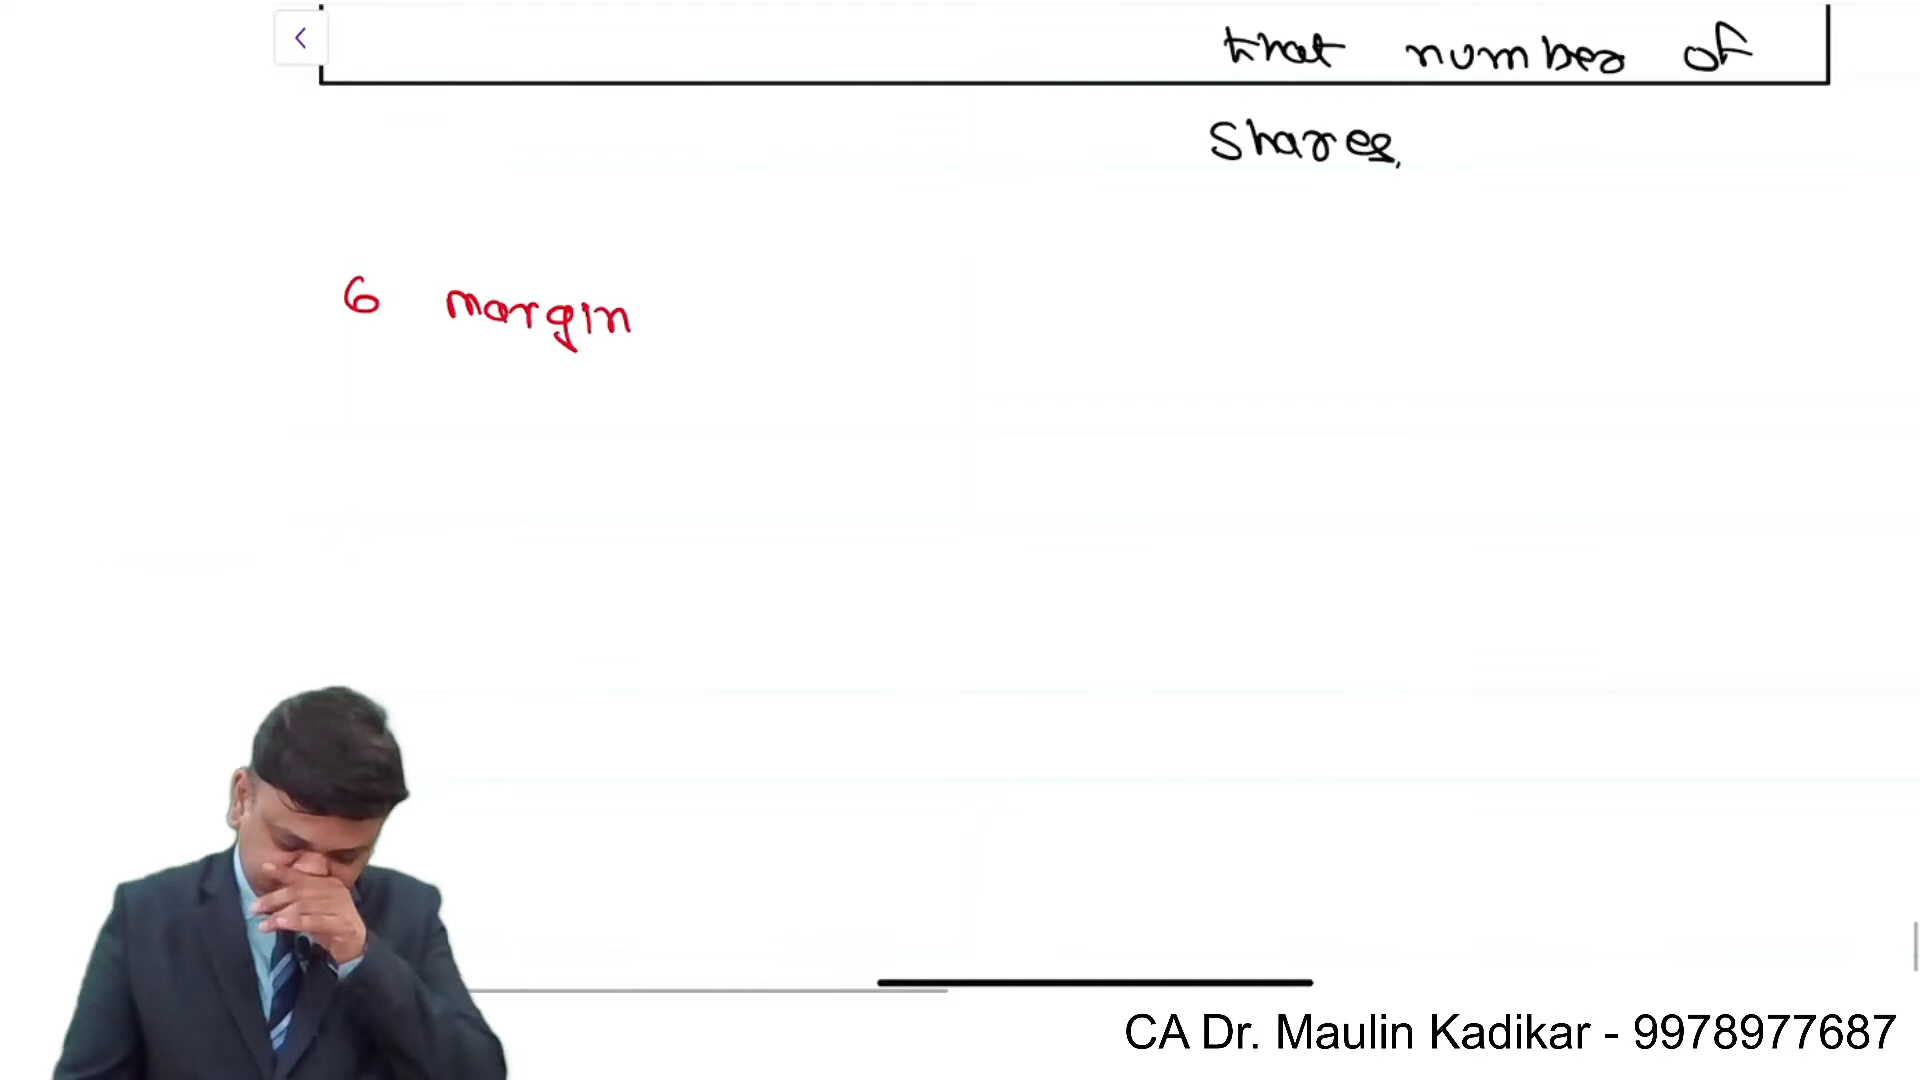 that number of
Shares.
6 margin
CA Dr. Maulin Kadikar - 9978977687